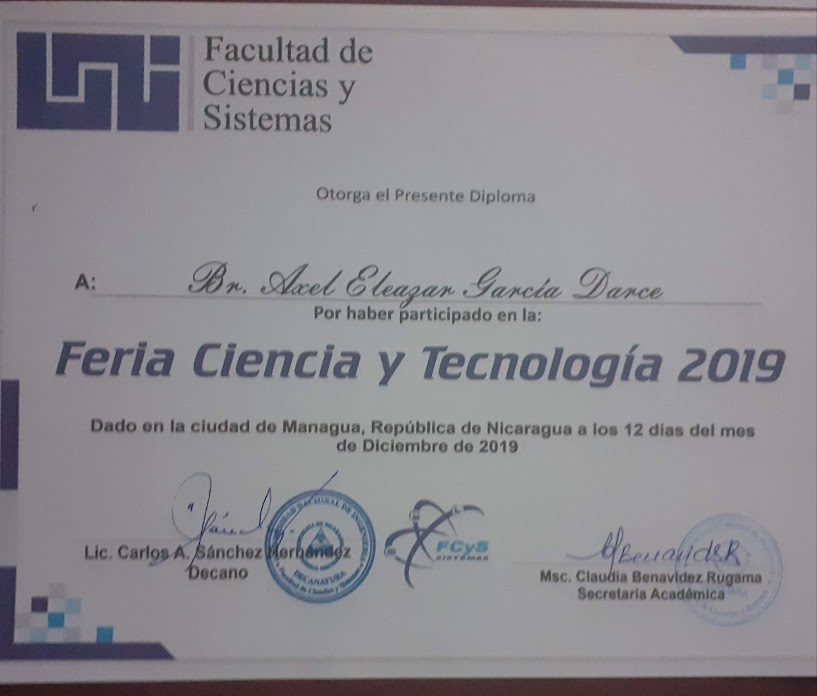 uni
Facultad de
Ciencias y
Sistemas
Otorga el Presente Diploma
A: Br. Axel Eleazar García Darce
Por haber participado en la:
Feria Ciencia y Tecnología 2019
Dado en la ciudad de Managua, República de Nicaragua a los 12 días del mes
de Diciembre de 2019
Lic. Carlos A. Sánchez Hernández
Decano
DECANATURA
FCyS
SISTEMAS
Msc. Claudia Benavidez Rugama
Secretaria Académica